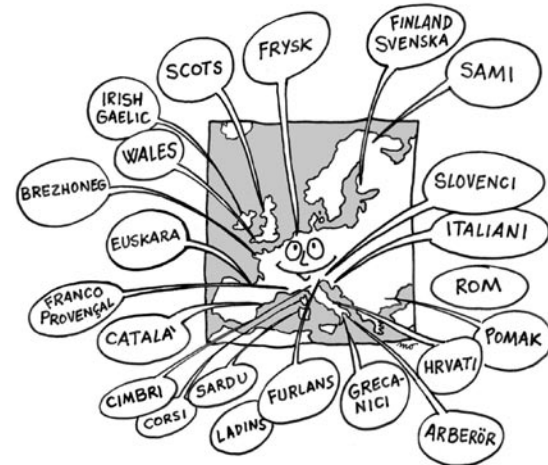 FINLAND
SVENSKA
FRYSK
SCOTS
SAMI
IRISH
GAELIC
WALES
BREZHONEG
SLOVENCI
ITALIANI
EUSKARA
ROM
FRANCO
PROVENÇAL
POMAK
CATALA'
HRVATI
CIMBRI
SARDU
FURLANS
GRECA-
NICI
CORSI
LADINS
ARBERÖR